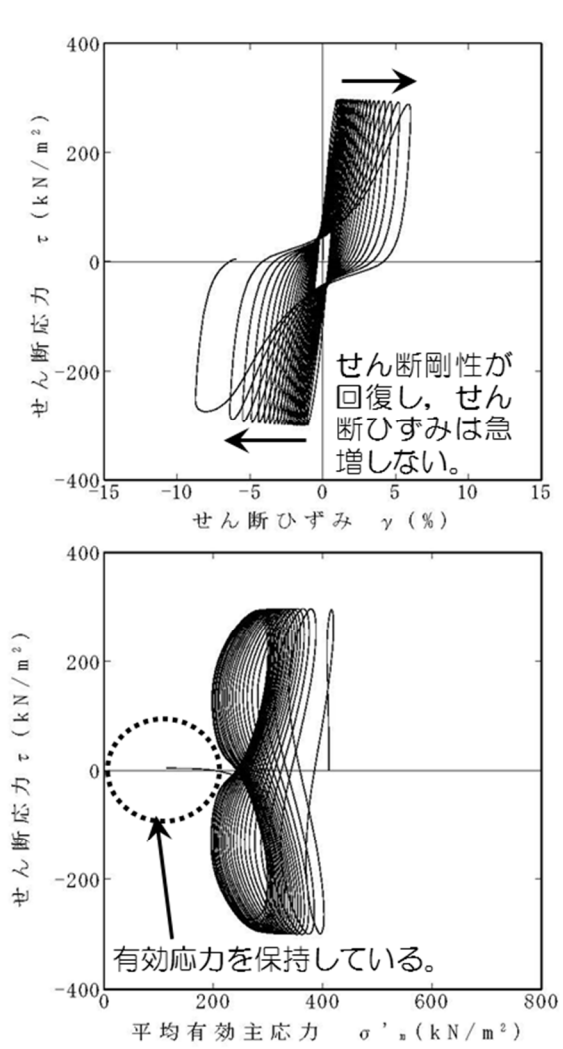 400
200
0
-200
-400
せん断応力 τ (kN/m²)
せん断剛性が
回復し，せん
断ひずみは急
増しない。
-15 -10 -5 0 5 10 15
せん断ひずみ γ (%)
400
200
0
-200
-400
せん断応力 τ (kN/m²)
有効応力を保持している。
0 200 400 600 800
平均有効主応力 σ'm (kN/m²)